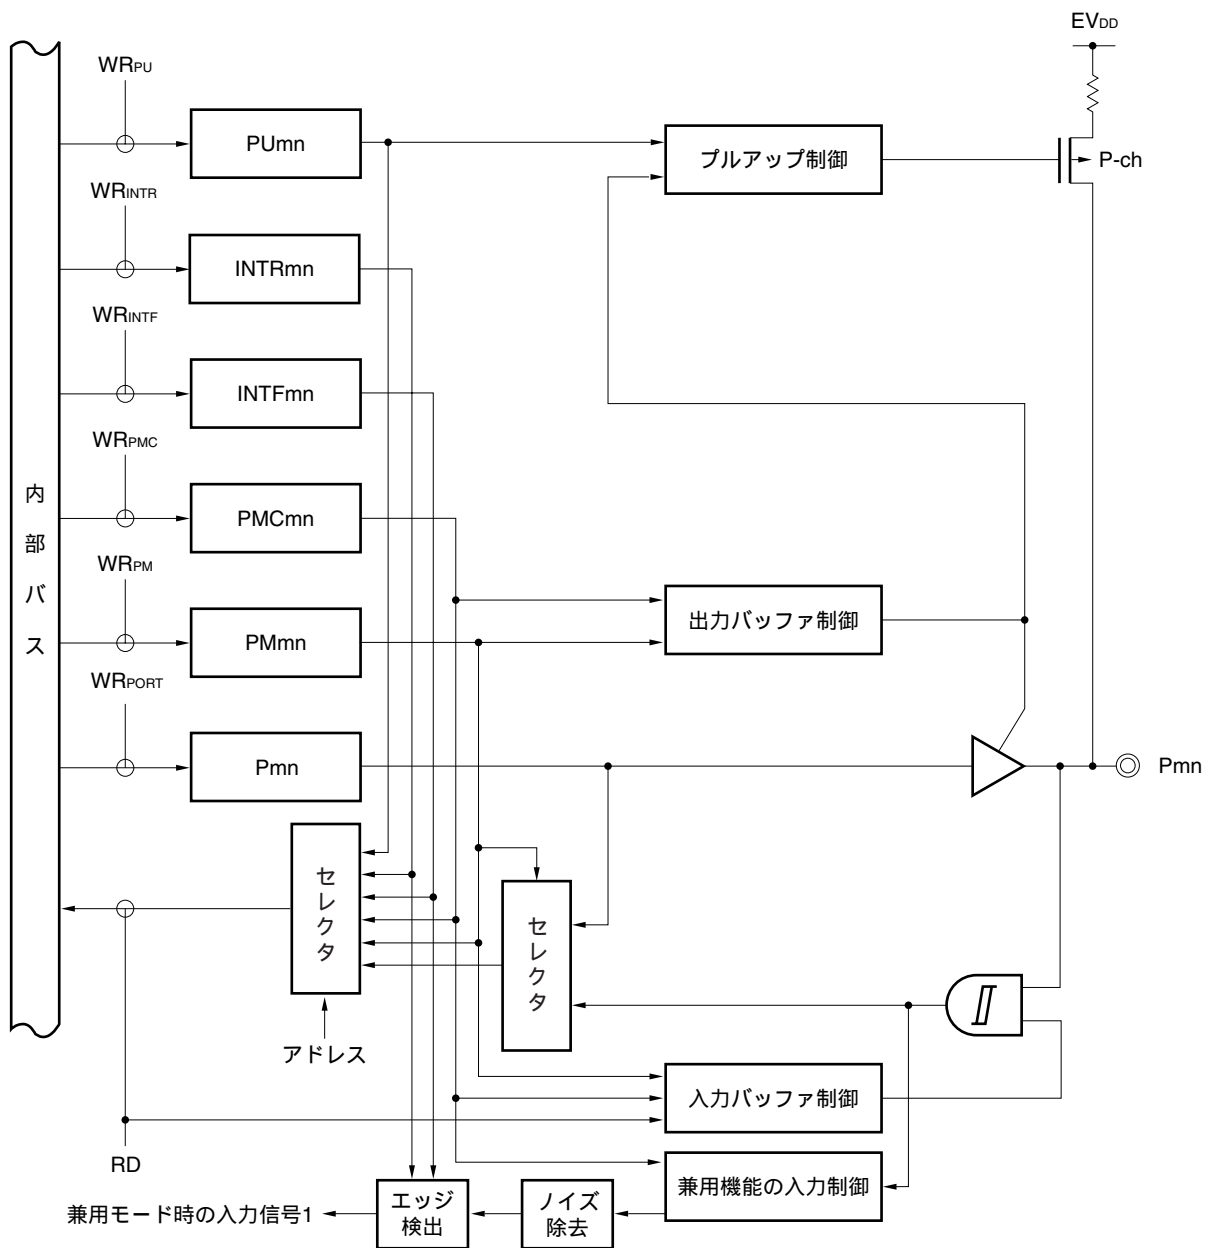 EVDD
WRPU
PUmn
プルアップ制御
P-ch
WRINTR
INTRmn
WRINTF
INTFmn
WRPMC
PMCmn
内部バス
WRPM
PMmn
出力バッファ制御
WRPORT
Pmn
Pmn
セレクタ
セレクタ
アドレス
入力バッファ制御
RD
兼用機能の入力制御
兼用モード時の入力信号1
エッジ
検出
ノイズ
除去